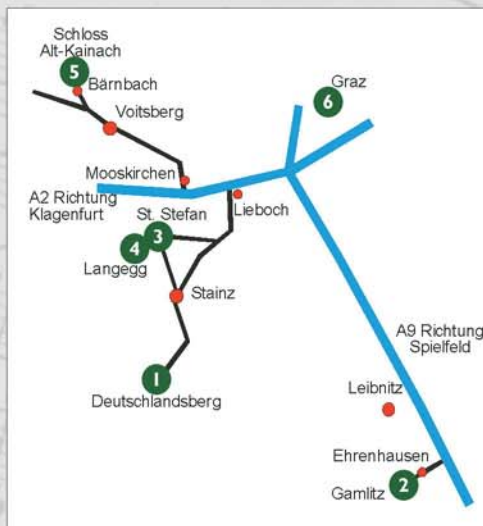 Schloss
Alt-Kainach
5
Bärnbach
Voitsberg
Graz
6
Mooskirchen
A2 Richtung
Klagenfurt
St. Stefan
Lieboch
3
4
Langegg
Stainz
A9 Richtung
Spielfeld
1
Deutschlandsberg
Leibnitz
Ehrenhausen
2
Gamlitz